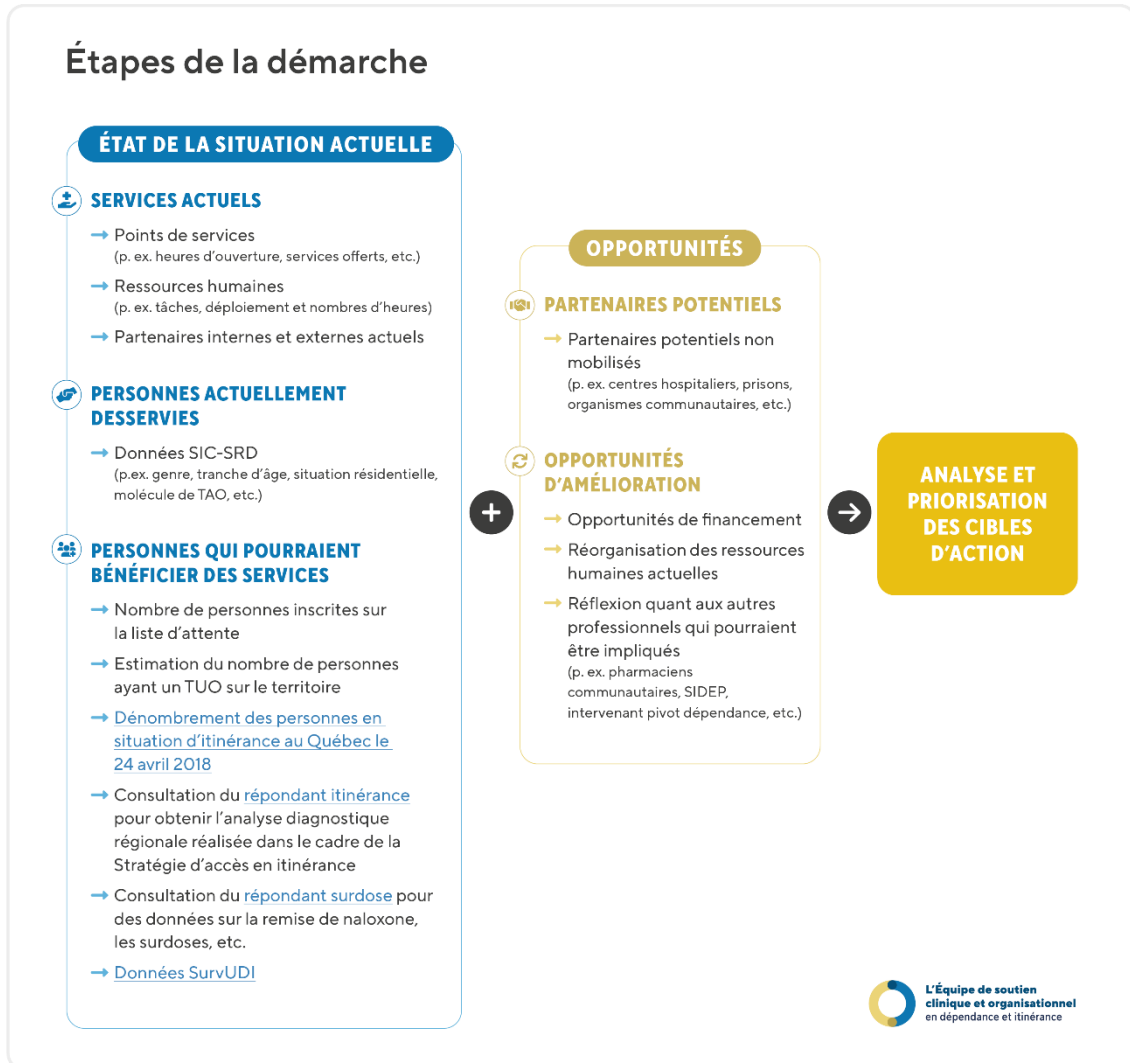 Étapes de la démarche
ÉTAT DE LA SITUATION ACTUELLE
SERVICES ACTUELS
Points de services
(p. ex. heures d'ouverture, services offerts, etc.)
Ressources humaines
(p. ex. tâches, déploiement et nombres d'heures)
Partenaires internes et externes actuels
PERSONNES ACTUELLEMENT
DESSERVIES
Données SIC-SRD
(p.ex. genre, tranche d'âge, situation résidentielle,
molécule de TAO, etc.)
PERSONNES QUI POURRAIENT
BÉNÉFICIER DES SERVICES
Nombre de personnes inscrites sur
la liste d'attente
Estimation du nombre de personnes
ayant un TUO sur le territoire
Dénombrement des personnes en
situation d'itinérance au Québec le
24 avril 2018
Consultation du répondant itinérance
pour obtenir l'analyse diagnostique
régionale réalisée dans le cadre de la
Stratégie d'accès en itinérance
Consultation du répondant surdose pour
des données sur la remise de naloxone,
les surdoses, etc.
Données SurvUDI
OPPORTUNITÉS
PARTENAIRES POTENTIELS
Partenaires potentiels non
mobilisés
(p. ex. centres hospitaliers, prisons,
organismes communautaires, etc.)
OPPORTUNITÉS
D'AMÉLIORATION
Opportunités de financement
Réorganisation des ressources
humaines actuelles
Réflexion quant aux autres
professionnels qui pourraient
être impliqués
(p. ex. pharmaciens
communautaires, SIDEP,
intervenant pivot dépendance, etc.)
ANALYSE ET
PRIORISATION
DES CIBLES
D'ACTION
L'Équipe de soutien
clinique et organisationnel
en dépendance et itinérance